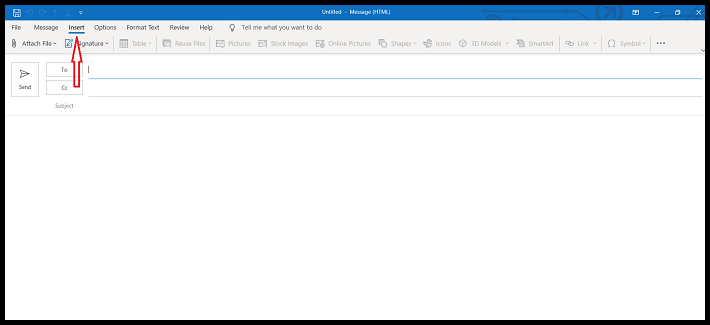 Untitled - Message (HTML)
File Message Insert Options Format Text Review Help Tell me what you want to do
Attach File Signature Table Reuse Files Pictures Stock Images Online Pictures Shapes Icons 3D Models SmartArt Link Symbol ...
To
Send
Cc
Subject